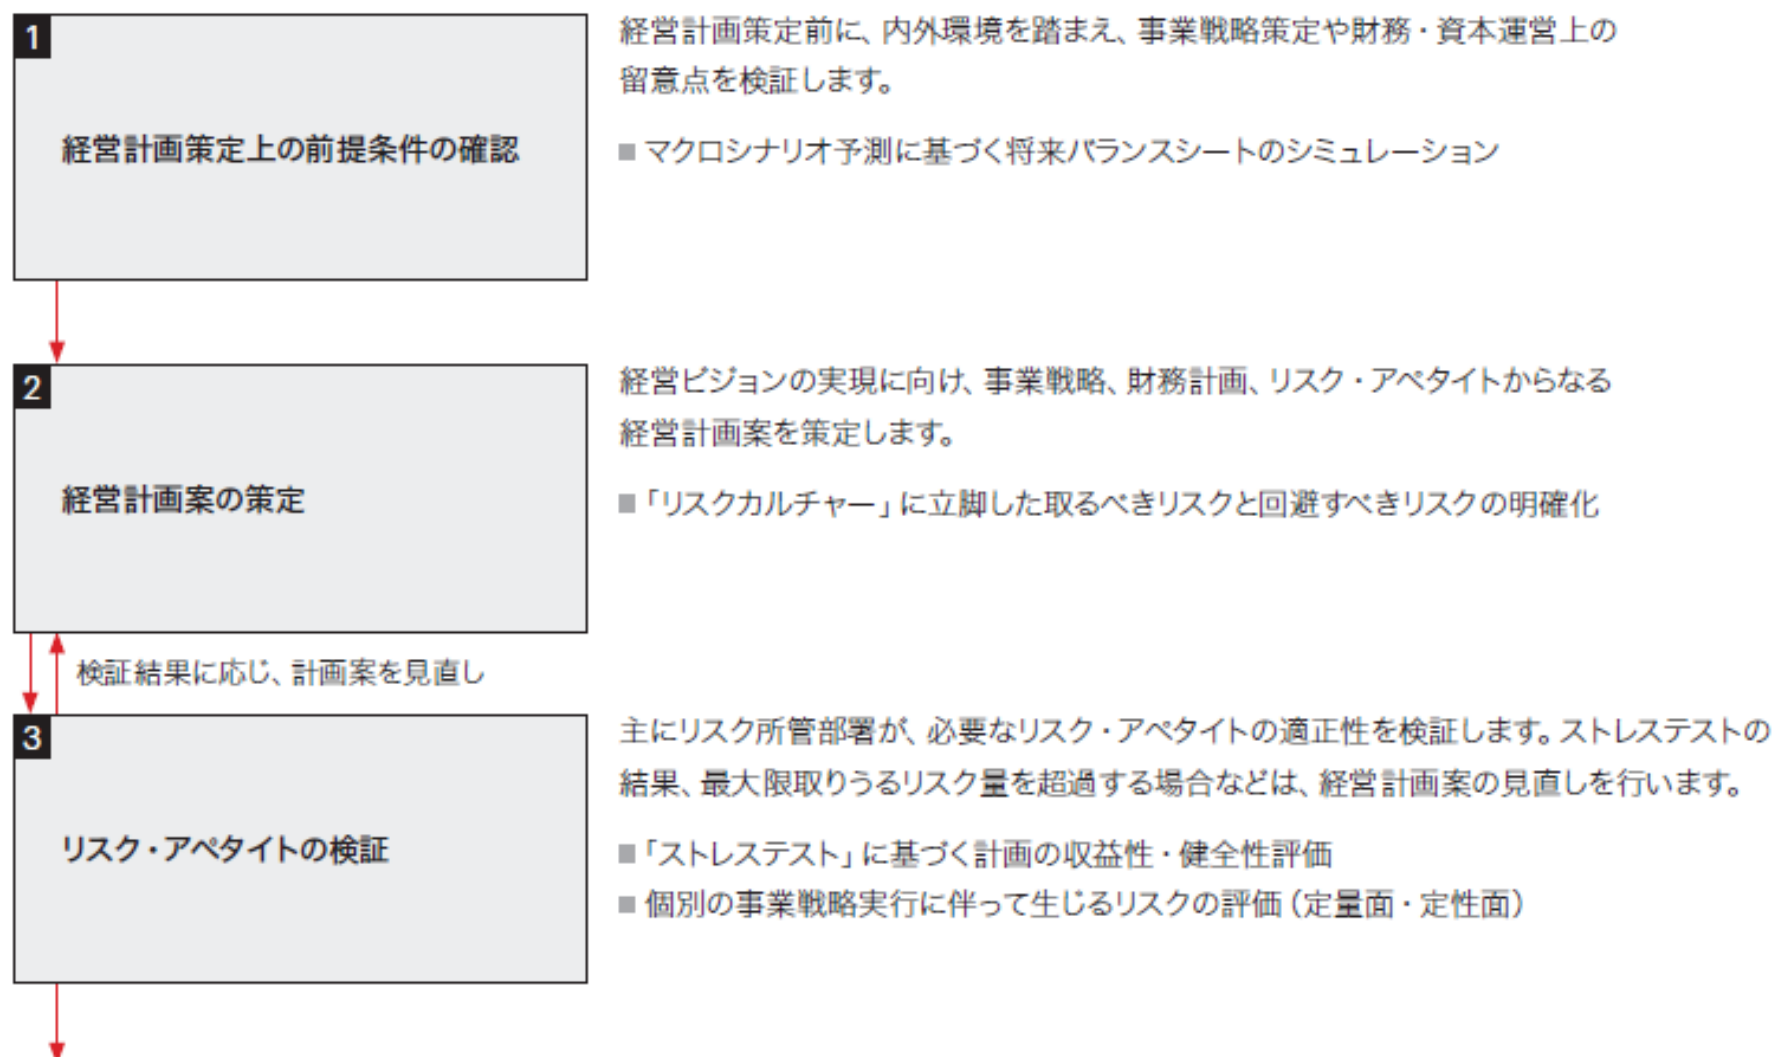 1
経営計画策定上の前提条件の確認
経営計画策定前に、内外環境を踏まえ、事業戦略策定や財務・資本運営上の
留意点を検証します。
■ マクロシナリオ予測に基づく将来バランスシートのシミュレーション
2
経営計画案の策定
経営ビジョンの実現に向け、事業戦略、財務計画、リスク・アペタイトからなる
経営計画案を策定します。
■「リスクカルチャー」に立脚した取るべきリスクと回避すべきリスクの明確化
検証結果に応じ、計画案を見直し
3
リスク・アペタイトの検証
主にリスク所管部署が、必要なリスク・アペタイトの適正性を検証します。ストレステストの
結果、最大限取りうるリスク量を超過する場合などは、経営計画案の見直しを行います。
■「ストレステスト」に基づく計画の収益性・健全性評価
■ 個別の事業戦略実行に伴って生じるリスクの評価（定量面・定性面）